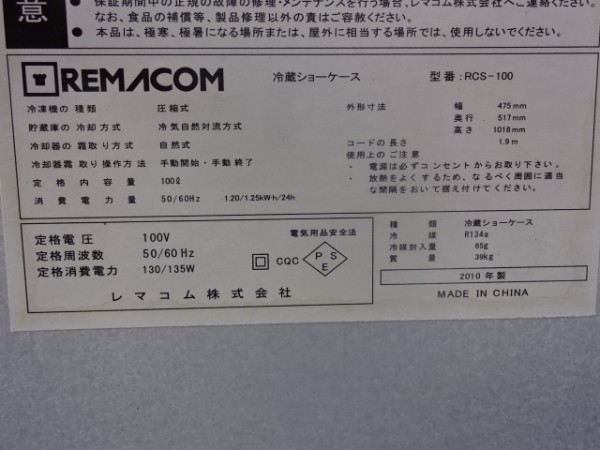 意
● 保証期間中の正規の故障の修理・メンテナンスを行う場合、レマコム株式会社へご連絡ください。
なお、食品の補償等、製品修理以外の責はご容赦ください。
● 本品は、極寒、極暑になる場所または、屋外に相当する場所では、使用しないでください。
REMACOM 冷蔵ショーケース 型番:RCS-100
冷凍機の種類 圧縮式
貯蔵庫の冷却方式 冷気自然対流方式
冷却器の霜取り方式 自然式
冷却器霜取り操作方法 手動開始・手動終了
定格内容量 100ℓ
消費電力量 50/60Hz 1.20/1.25kW·h/24h
外形寸法 幅 475mm
奥行 517mm
高さ 1018mm
コードの長さ 1.9m
使用上のご注意
・電源は必ずコンセントからお取り下さい。
・放熱をよくするため、なるべく周囲に適当
な間隔をおいて据え付けてください。
定格電圧 100V
定格周波数 50/60Hz
定格消費電力 130/135W
電気用品安全法
CQC
PSE
レマコム株式会社
種類 冷蔵ショーケース
冷媒 R134a
冷媒封入量 65g
質量 39kg
2010年製
MADE IN CHINA